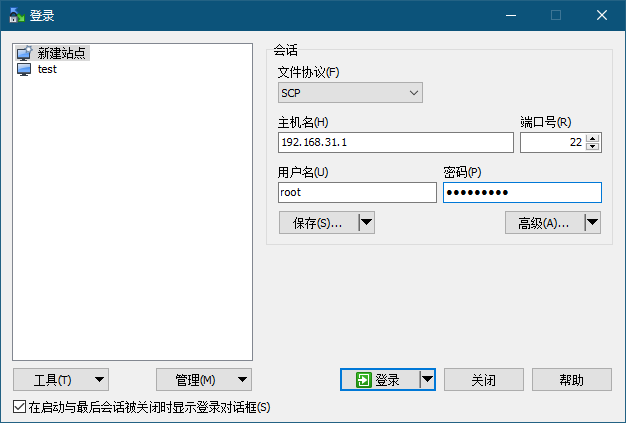 登录
新建站点
test
会话
文件协议(F)
SCP
主机名(H)
端口号(R)
192.168.31.1
22
用户名(U)
密码(P)
root
●●●●●●●●●
保存(S)...
高级(A)...
工具(T)
管理(M)
登录
关闭
帮助
在启动与最后会话被关闭时显示登录对话框(S)